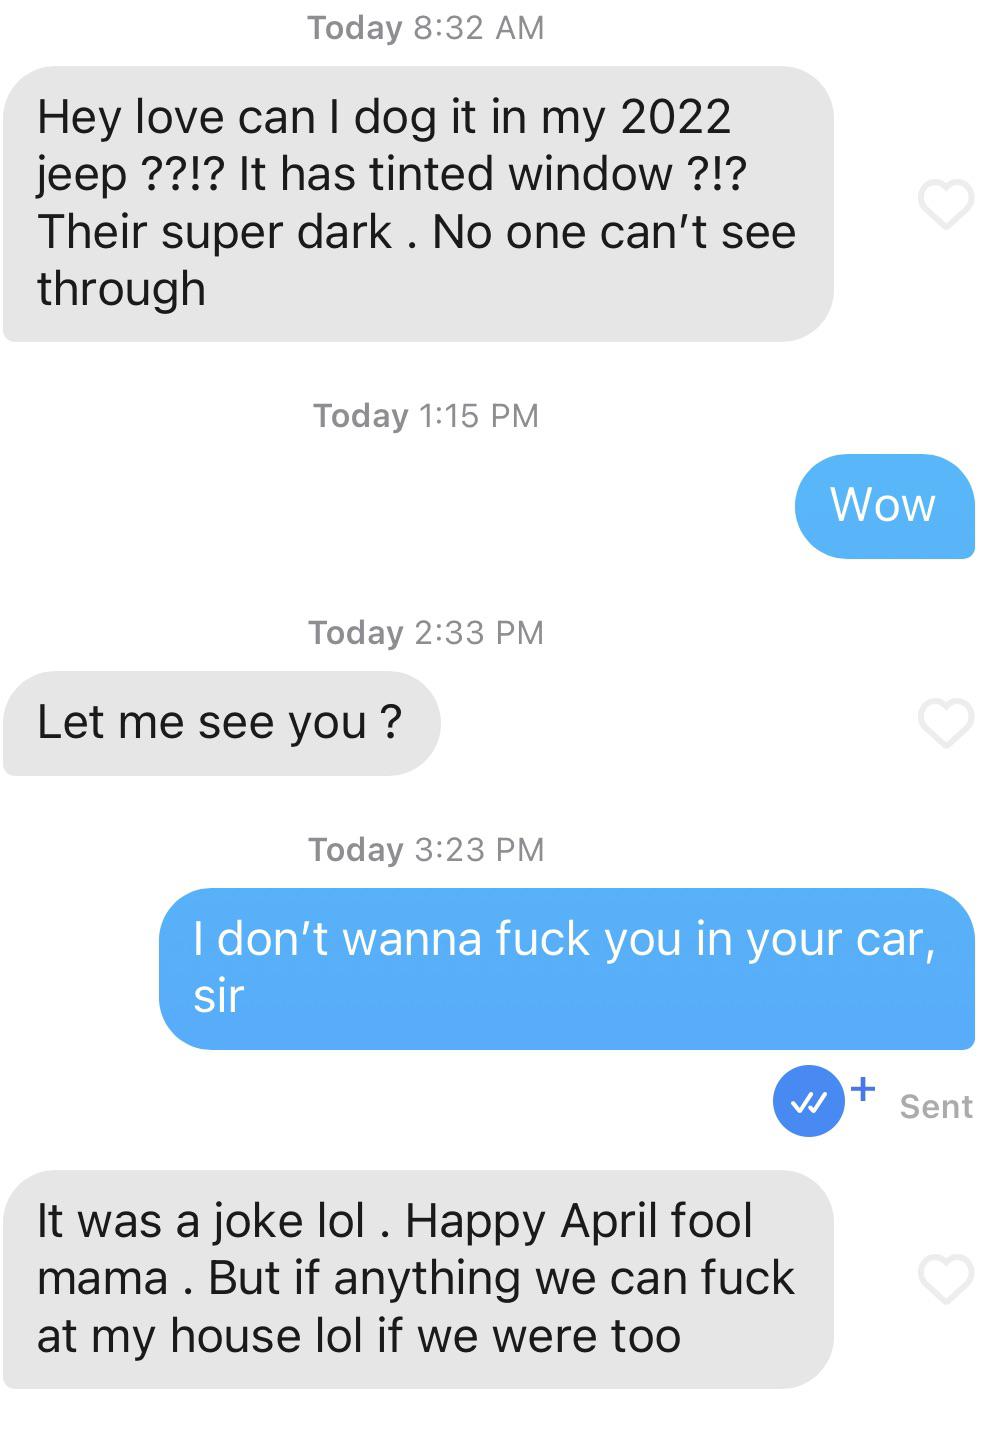 Today 8:32 AM
Hey love can I dog it in my 2022
jeep ??!? It has tinted window ?!?
Their super dark . No one can’t see
through
Today 1:15 PM
Wow
Today 2:33 PM
Let me see you ?
Today 3:23 PM
I don’t wanna fuck you in your car,
sir
Sent
It was a joke lol . Happy April fool
mama . But if anything we can fuck
at my house lol if we were too